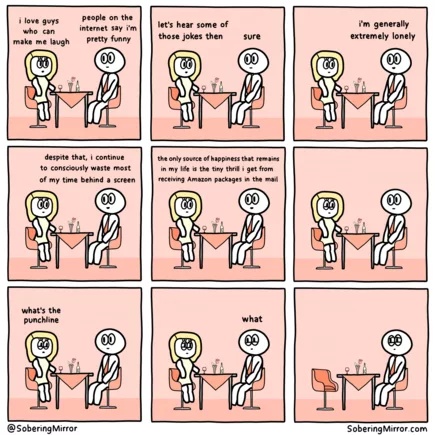 i love guys
who can
make me laugh
people on the
internet say i'm
pretty funny
let's hear some of
those jokes then
sure
i'm generally
extremely lonely
despite that, i continue
to consciously waste most
of my time behind a screen
the only source of happiness that remains
in my life is the tiny thrill i get from
receiving Amazon packages in the mail
what's the
punchline
what
@SoberingMirror
SoberingMirror.com